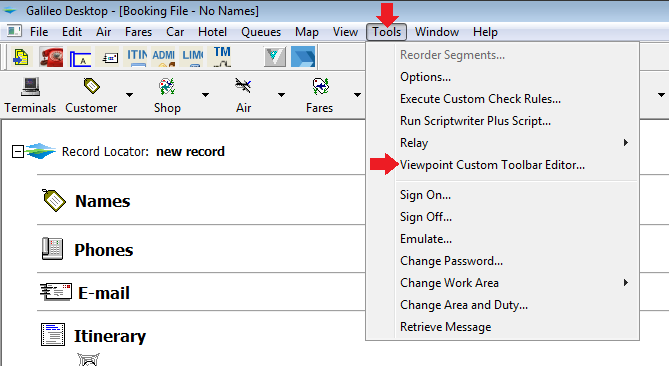 Galileo Desktop - [Booking File - No Names]
File Edit Air Fares Car Hotel Queues Map View Tools Window Help
ITIN ADMI LIMO TM
A
Terminals Customer Shop Air Fares
Record Locator: new record
Names
Phones
E-mail
Itinerary
Reorder Segments...
Options...
Execute Custom Check Rules...
Run Scriptwriter Plus Script...
Relay
Viewpoint Custom Toolbar Editor...
Sign On...
Sign Off...
Emulate...
Change Password...
Change Work Area
Change Area and Duty...
Retrieve Message